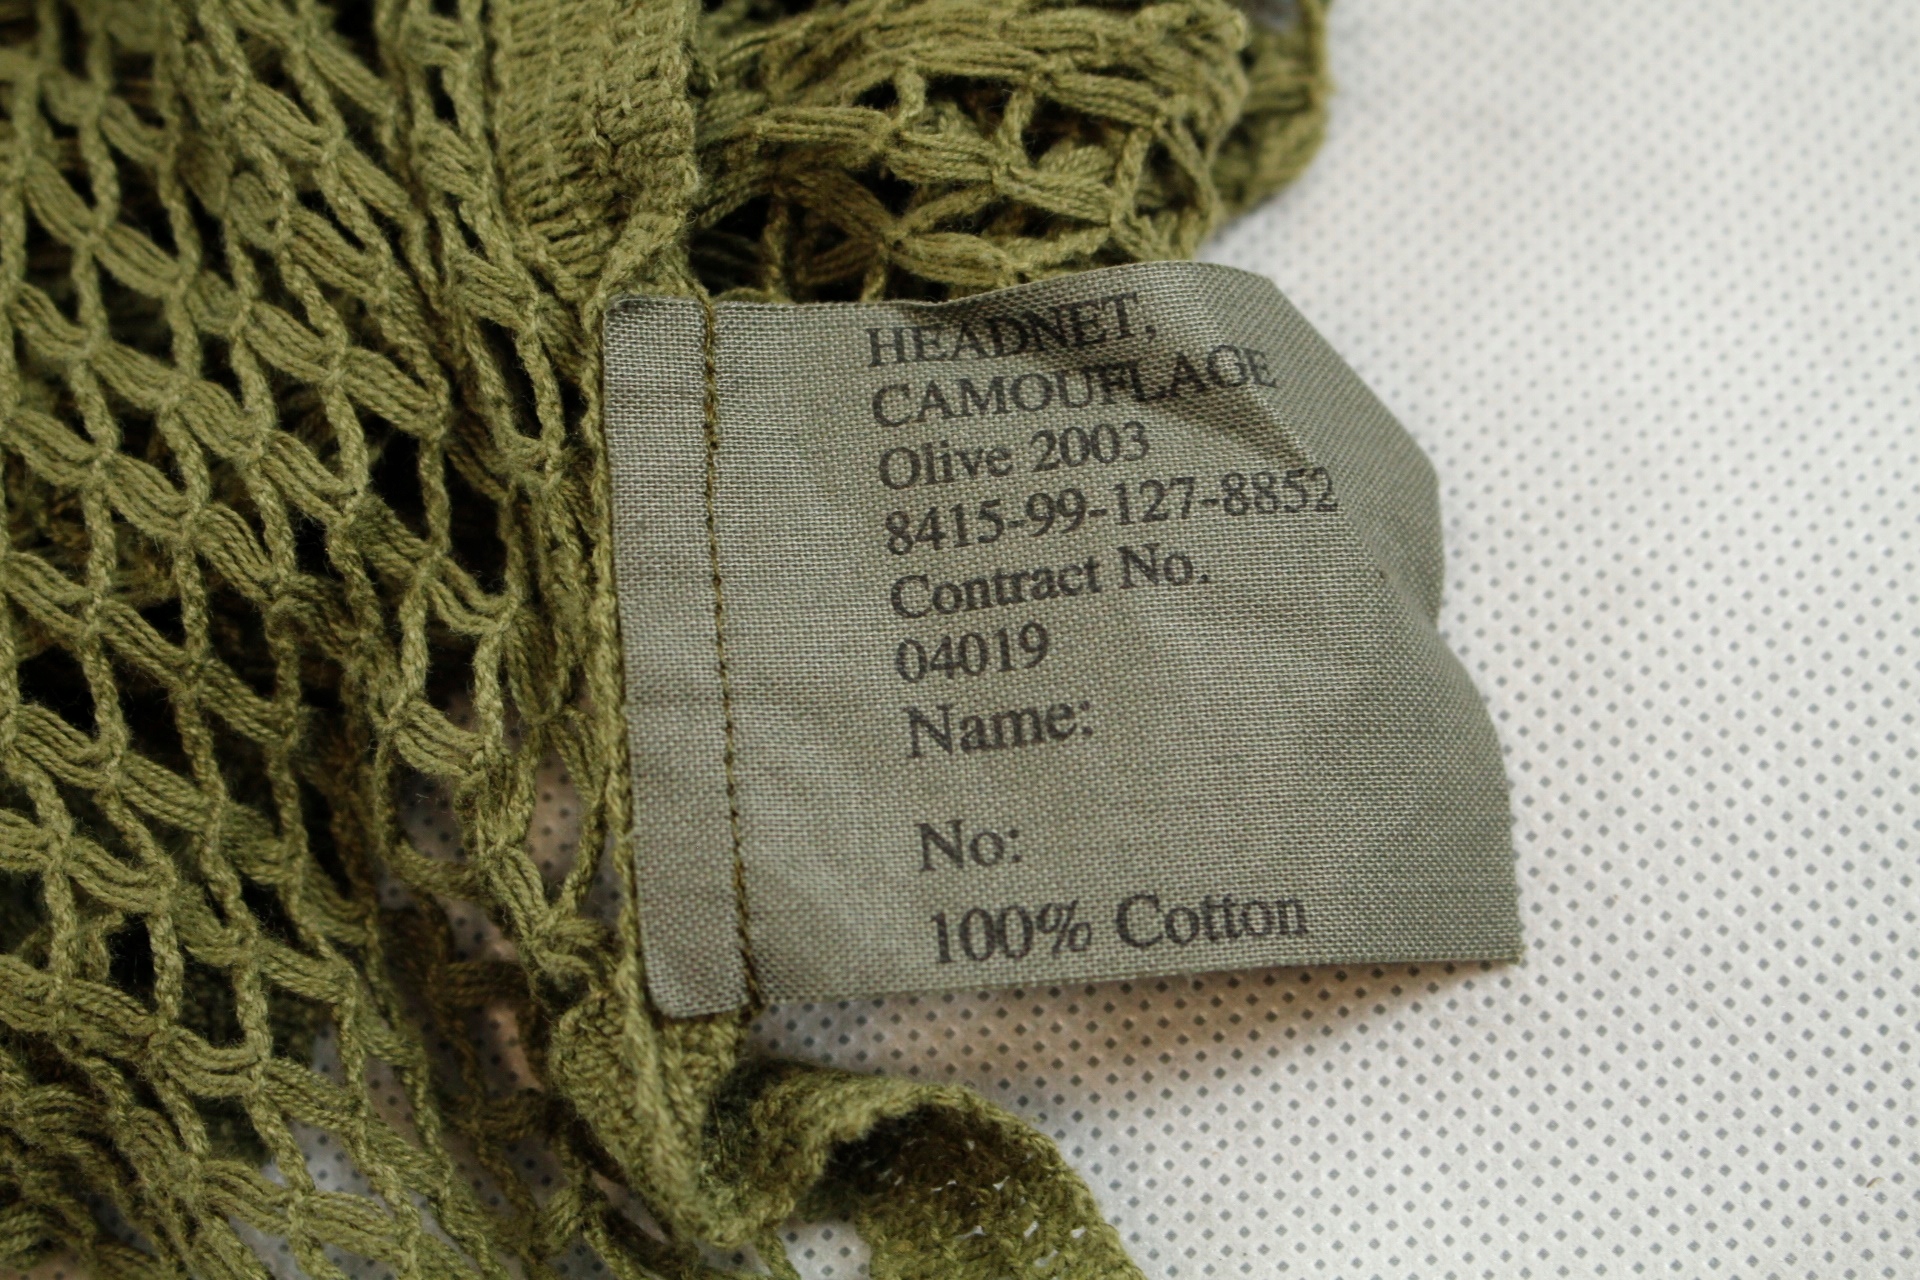 HEADNET,
CAMOUFLAGE
Olive 2003
8415-99-127-8852
Contract No.
04019
Name:
No:
100% Cotton